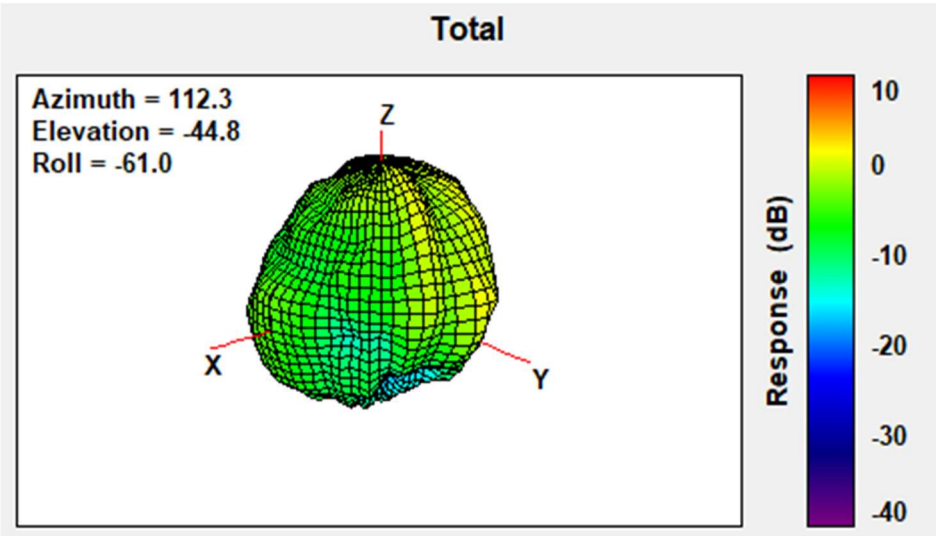 Total
Azimuth = 112.3
Elevation = -44.8
Roll = -61.0
Z
X
Y
Response (dB)
10
0
-10
-20
-30
-40